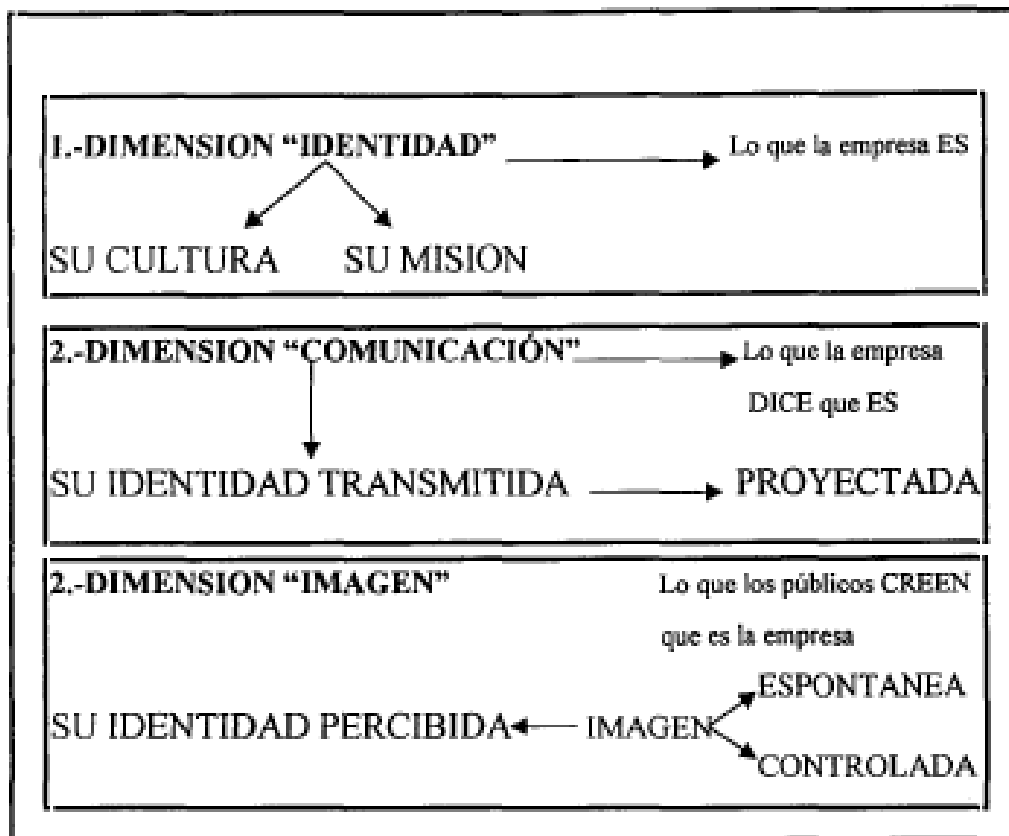 1.-DIMENSION “IDENTIDAD”
Lo que la empresa ES
SU CULTURA
SU MISION
2.-DIMENSION “COMUNICACIÓN”
Lo que la empresa
DICE que ES
SU IDENTIDAD TRANSMITIDA
PROYECTADA
2.-DIMENSION “IMAGEN”
Lo que los públicos CREEN
que es la empresa
ESPONTANEA
SU IDENTIDAD PERCIBIDA
IMAGEN
CONTROLADA